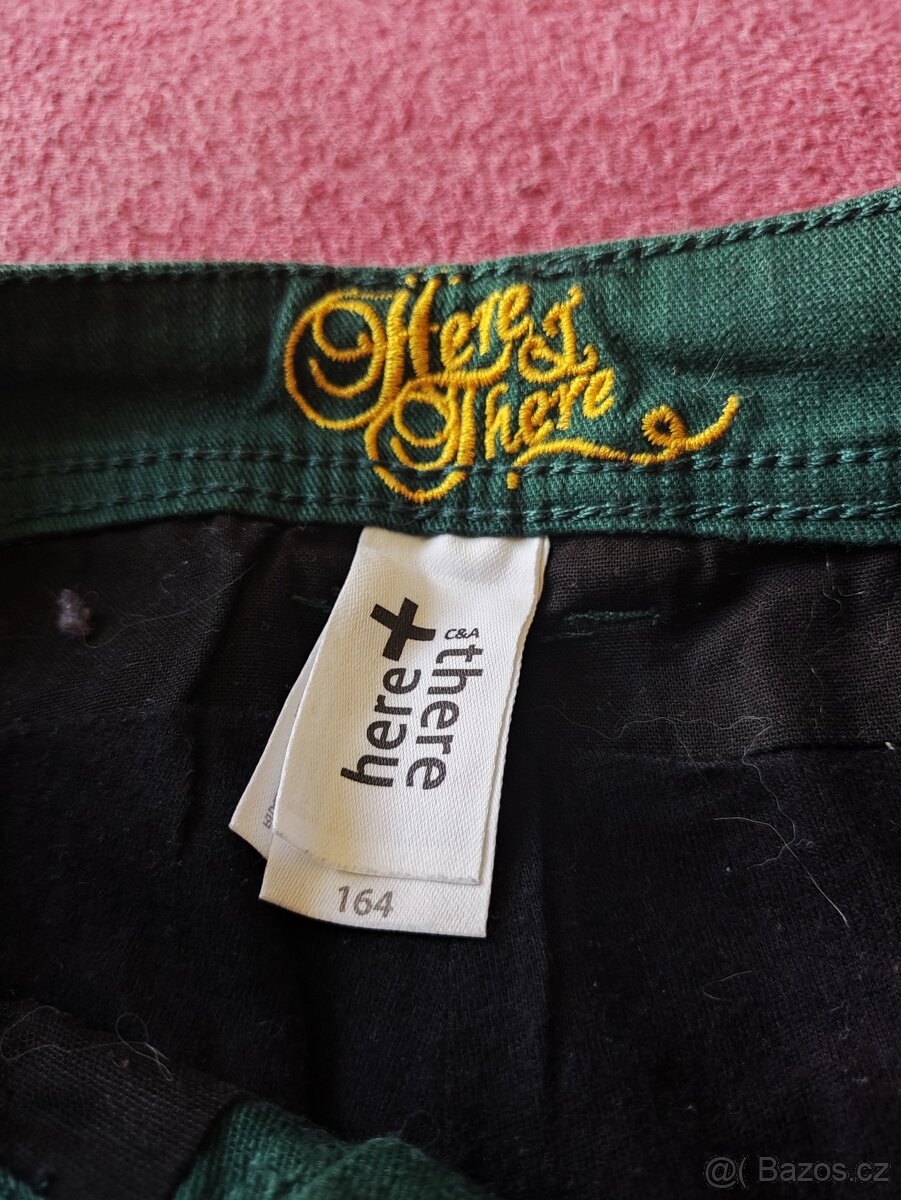 Here &
There
C&A
here + there
164
@( Bazos.cz